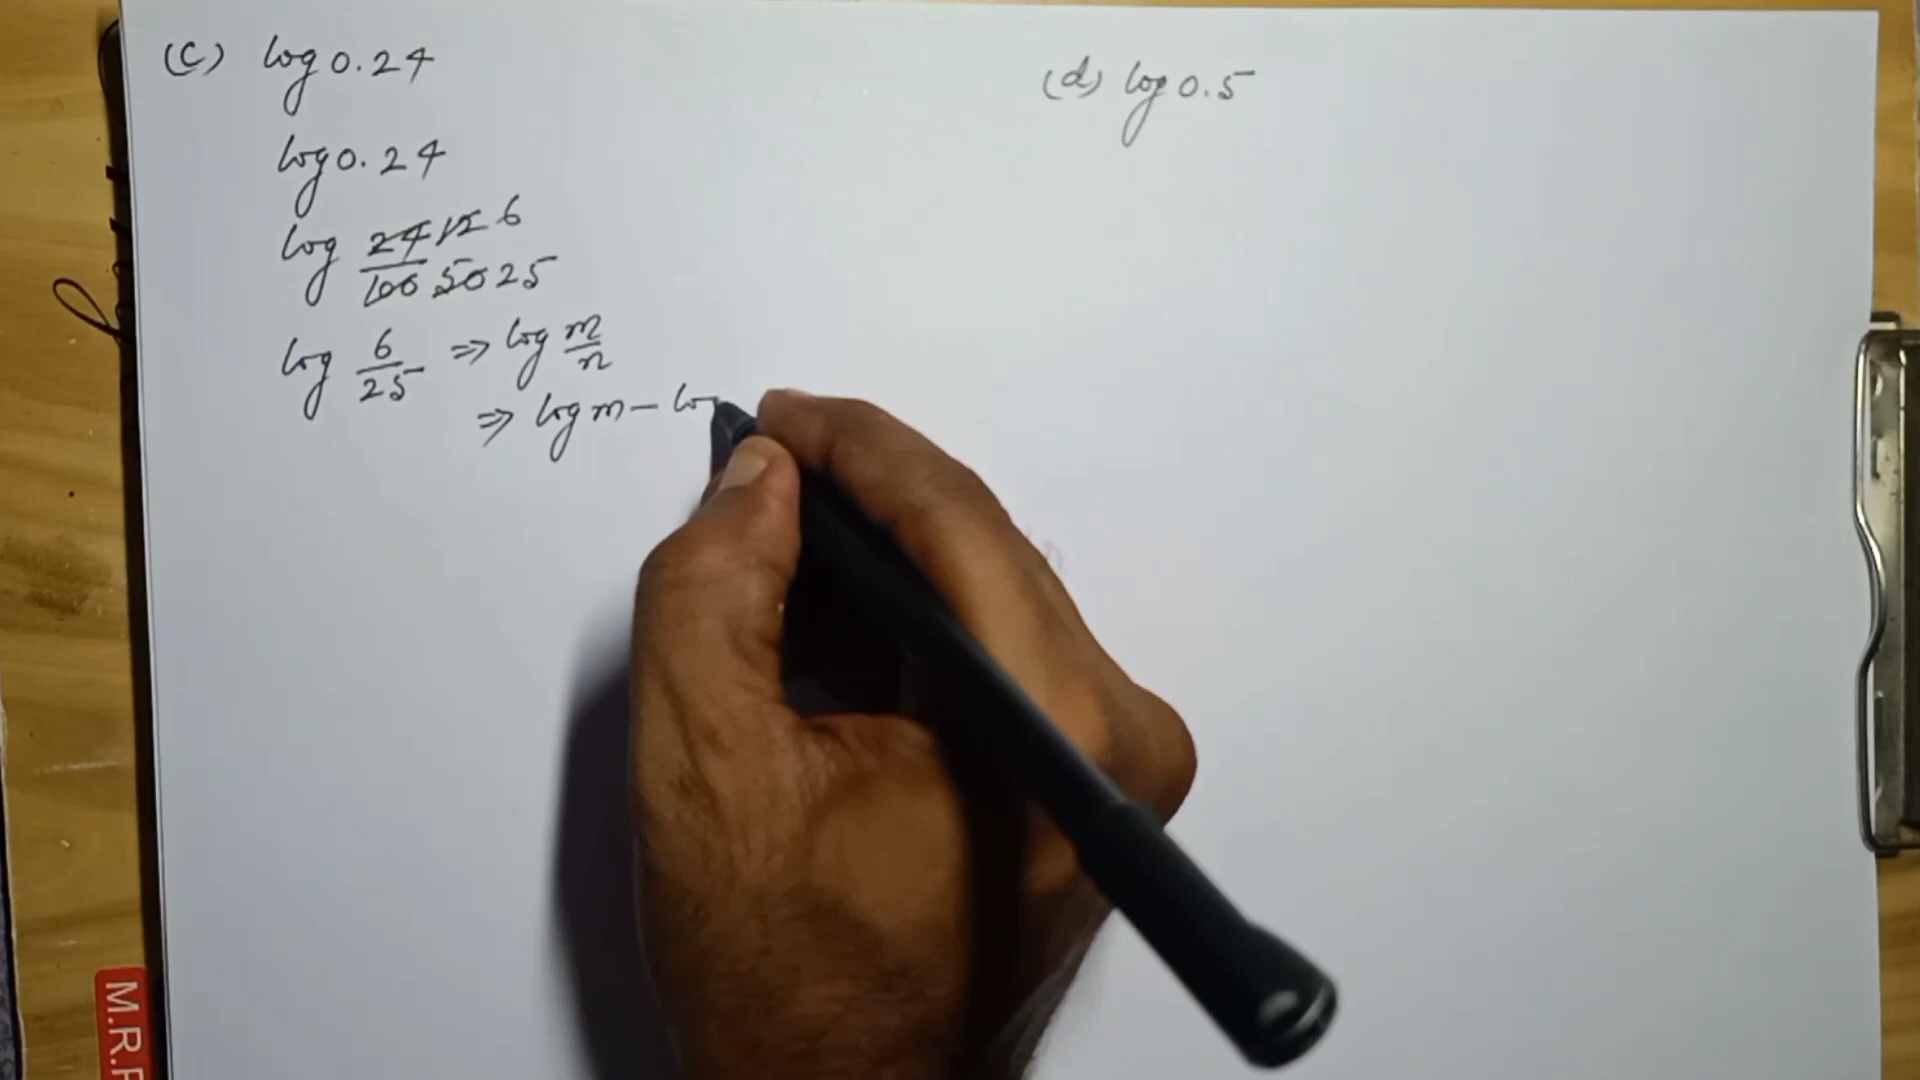 (C) log 0.24
log 0.24
log 24/100 12/50 6/25
log 6/25 ⇒ log m/n
⇒ log m − lo
(d) log 0.5
M.R.